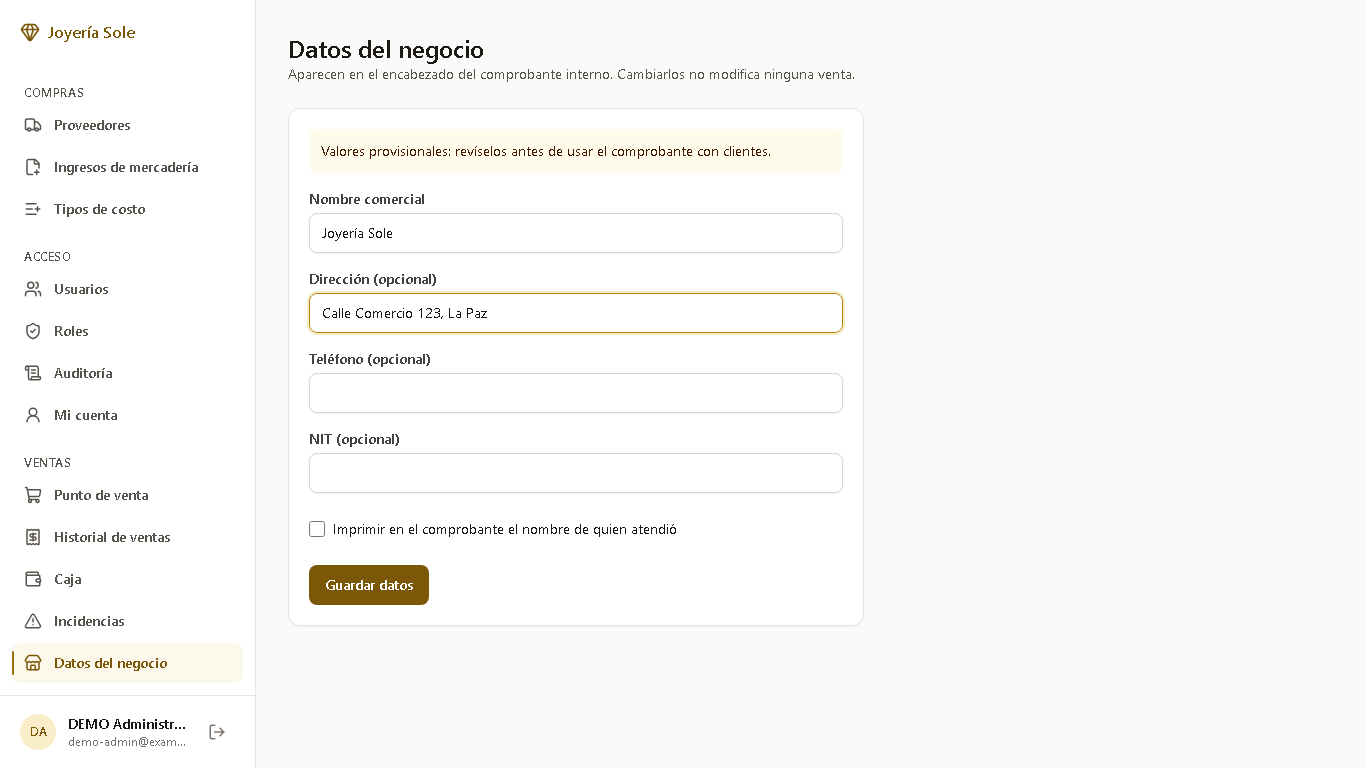 Joyería Sole
COMPRAS
Proveedores
Ingresos de mercadería
Tipos de costo
ACCESO
Usuarios
Roles
Auditoría
Mi cuenta
VENTAS
Punto de venta
Historial de ventas
Caja
Incidencias
Datos del negocio
DA
DEMO Administr...
demo-admin@exam...
Datos del negocio
Aparecen en el encabezado del comprobante interno. Cambiarlos no modifica ninguna venta.
Valores provisionales: revíselos antes de usar el comprobante con clientes.
Nombre comercial
Joyería Sole
Dirección (opcional)
Calle Comercio 123, La Paz
Teléfono (opcional)
NIT (opcional)
Imprimir en el comprobante el nombre de quien atendió
Guardar datos